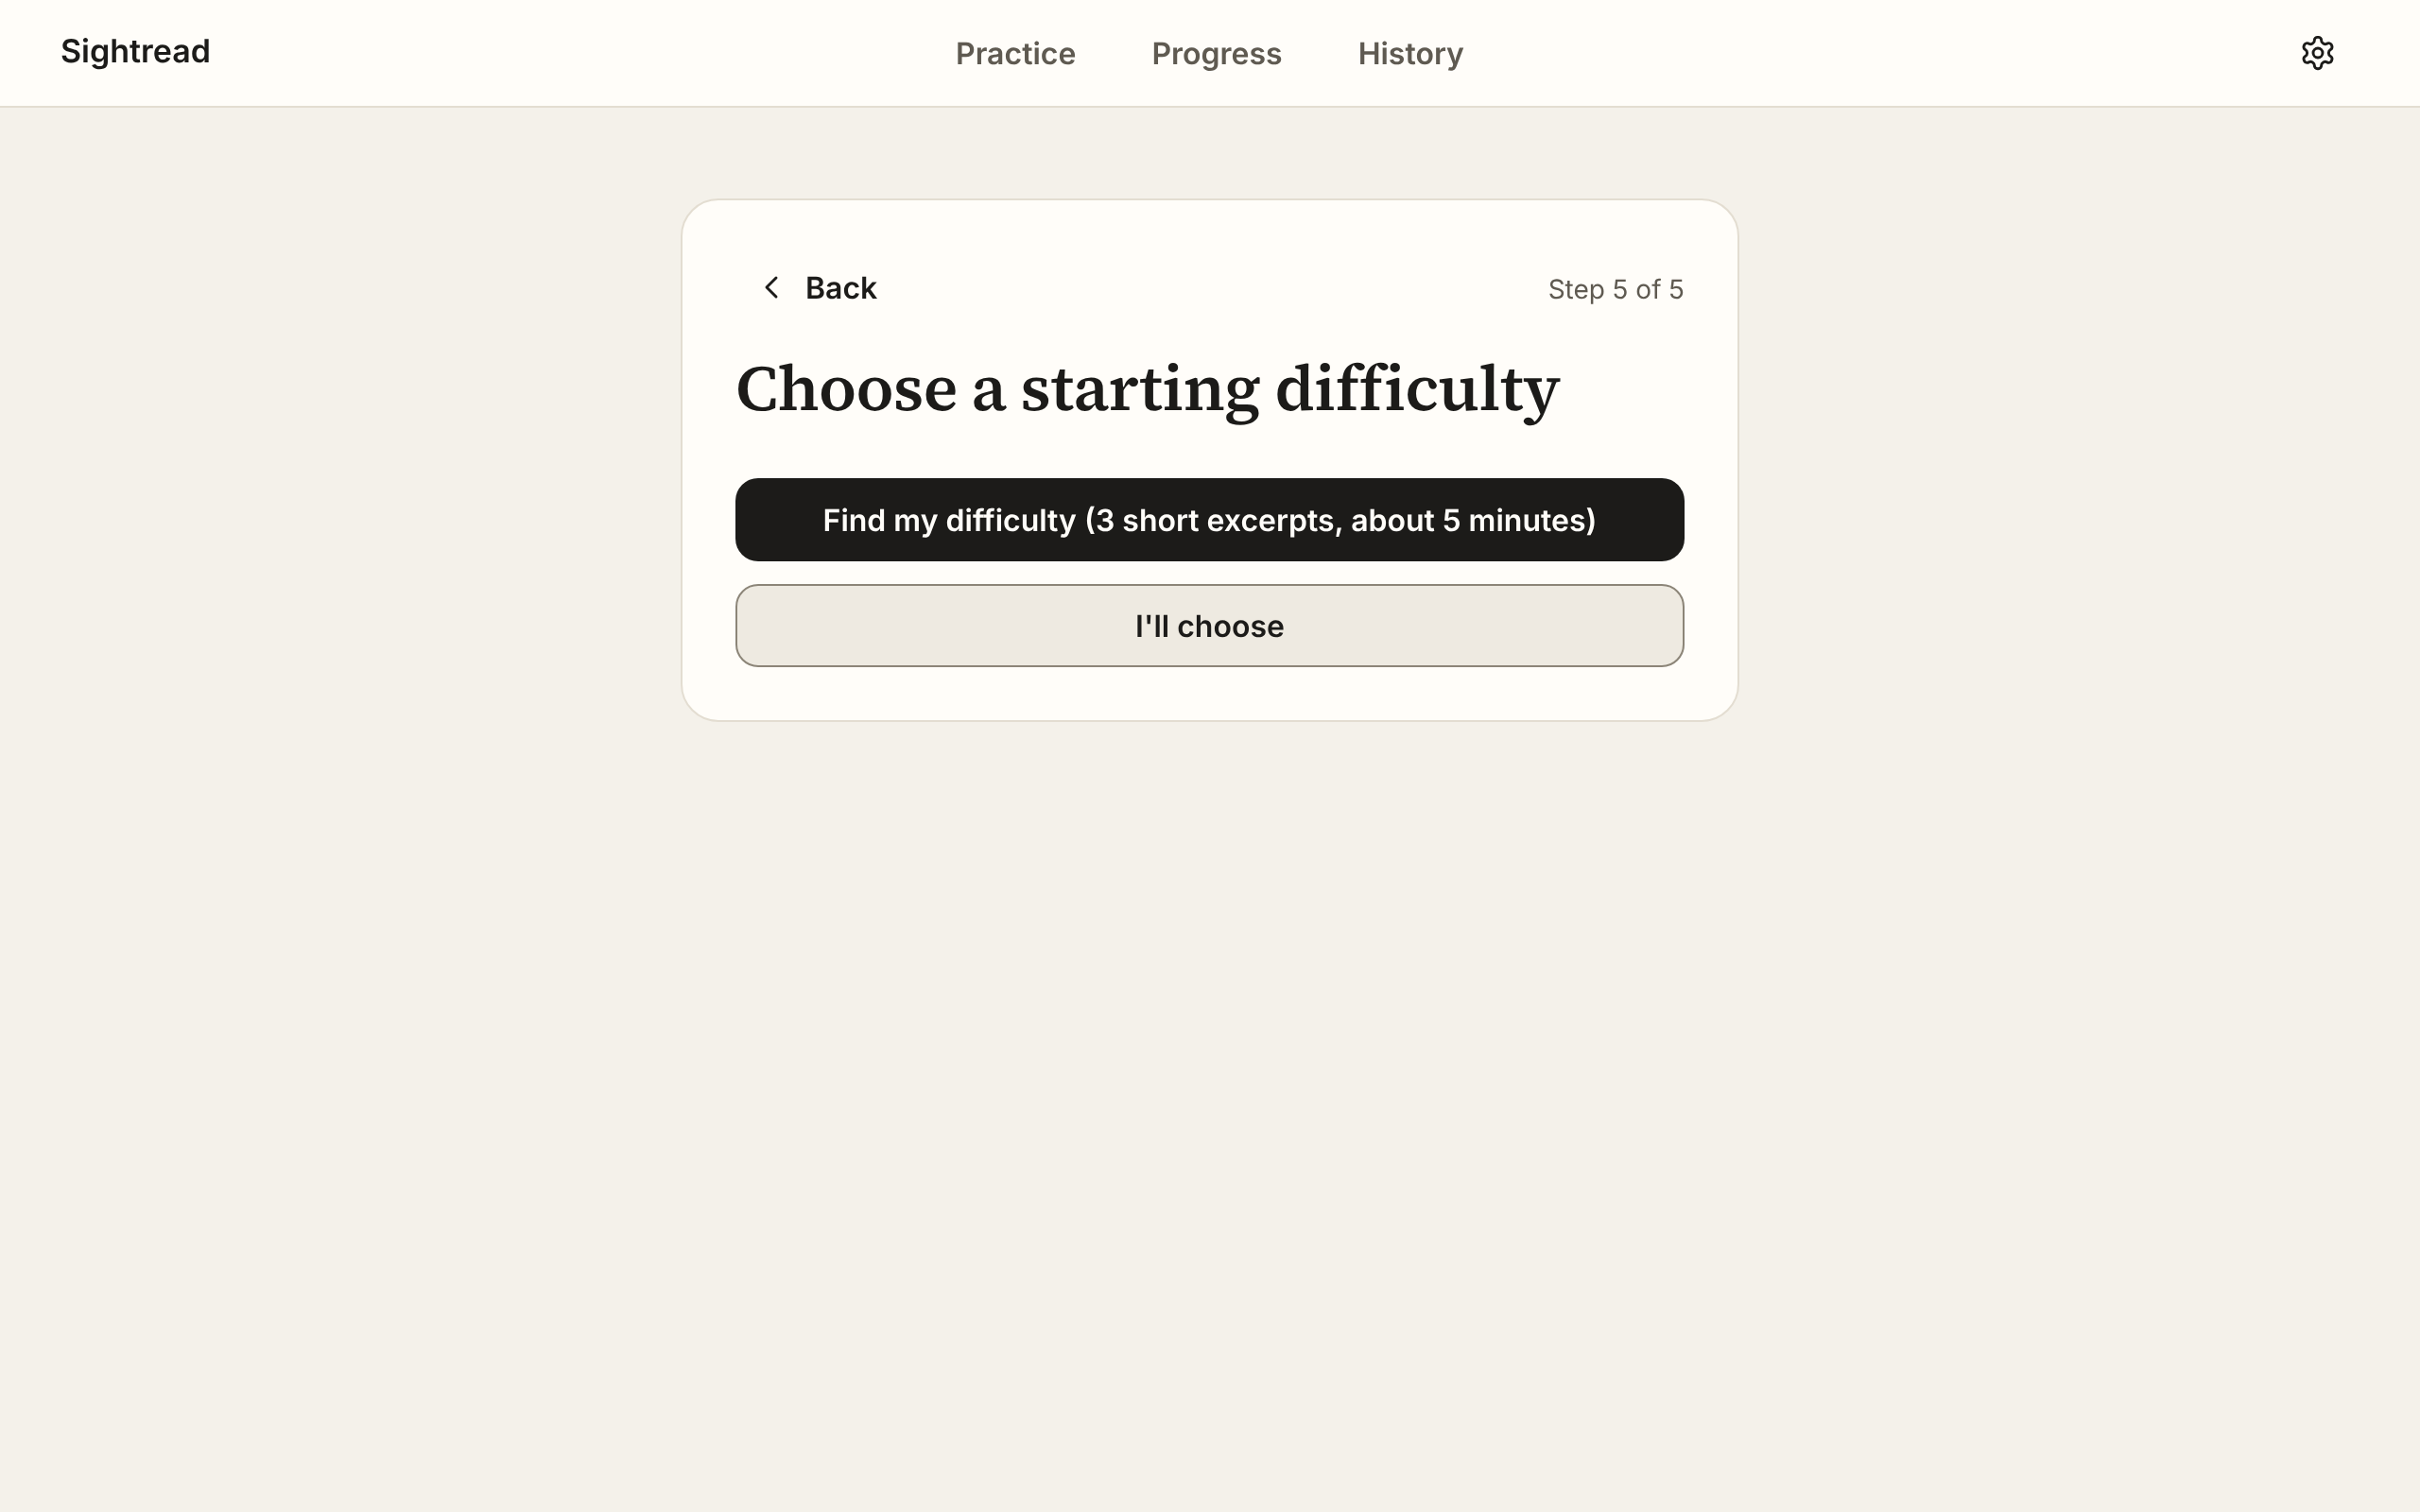 Sightread
Practice
Progress
History
Back
Step 5 of 5
Choose a starting difficulty
Find my difficulty (3 short excerpts, about 5 minutes)
I'll choose